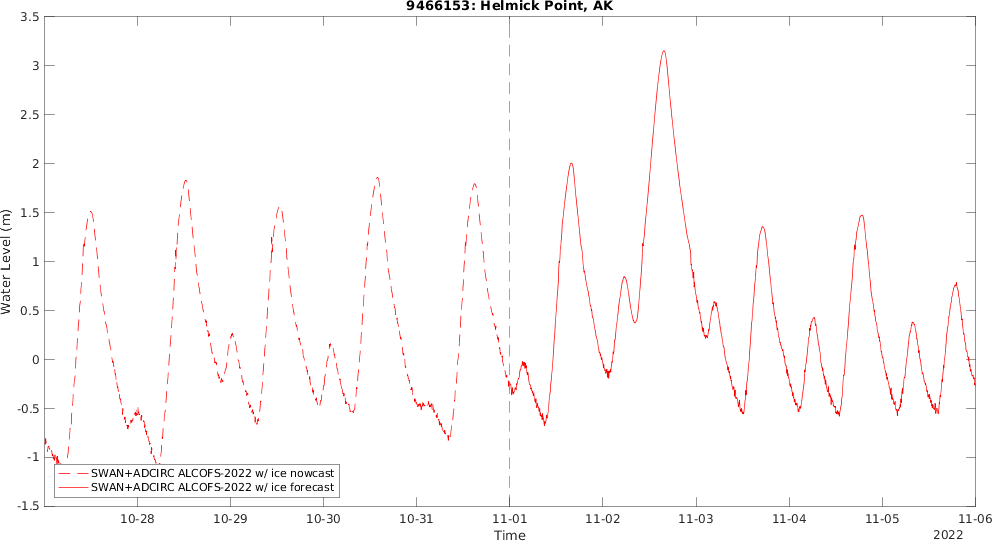 9466153: Helmick Point, AK
3.5
3
2.5
2
1.5
1
0.5
0
-0.5
-1
-1.5
Water Level (m)
SWAN+ADCIRC ALCOFS-2022 w/ ice nowcast
SWAN+ADCIRC ALCOFS-2022 w/ ice forecast
10-28 10-29 10-30 10-31 11-01 11-02 11-03 11-04 11-05 11-06
Time
2022